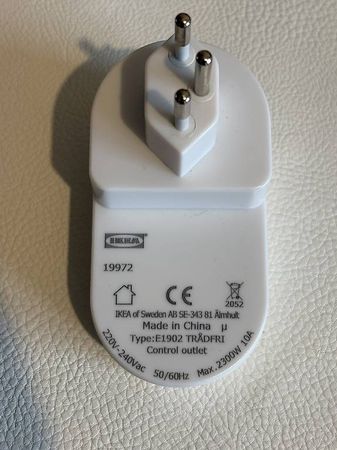 IKEA
19972
CE
2052
IKEA of Sweden AB SE-343 81 Älmhult
Made in China µ
Type:E1902 TRÅDFRI
Control outlet
220V-240Vac 50/60Hz Max.2300W 10A